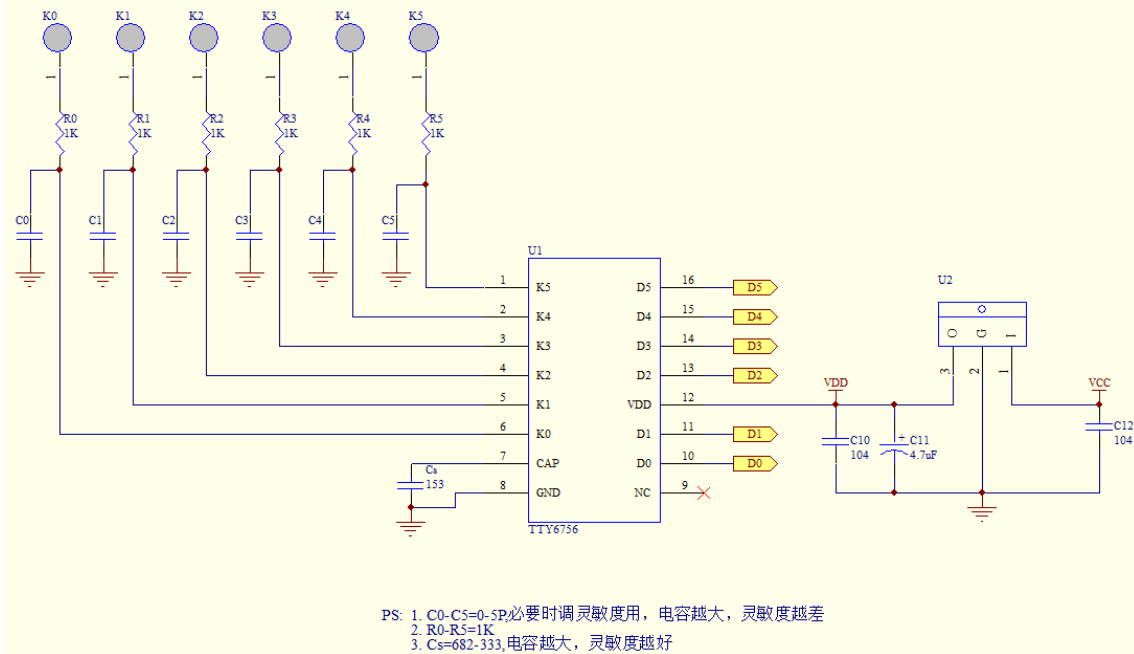 K0 K1 K2 K3 K4 K5
1 1 1 1 1 1
R0 R1 R2 R3 R4 R5
1K 1K 1K 1K 1K 1K
C0 C1 C2 C3 C4 C5
U1
1 K5 D5 16 D5
U2
2 K4 D4 15 D4
O G I
3 K3 D3 14 D3
3 2 1
4 K2 D2 13 D2
VDD VCC
5 K1 VDD 12
6 K0 D1 11 D1
C10 C11 C12
104 4.7uF 104
+
7 CAP D0 10 D0
Cs
153
8 GND NC 9
TTY6756
PS: 1. C0-C5=0-5P,必要时调灵敏度用，电容越大，灵敏度越差
2. R0-R5=1K
3. Cs=682-333,电容越大，灵敏度越好